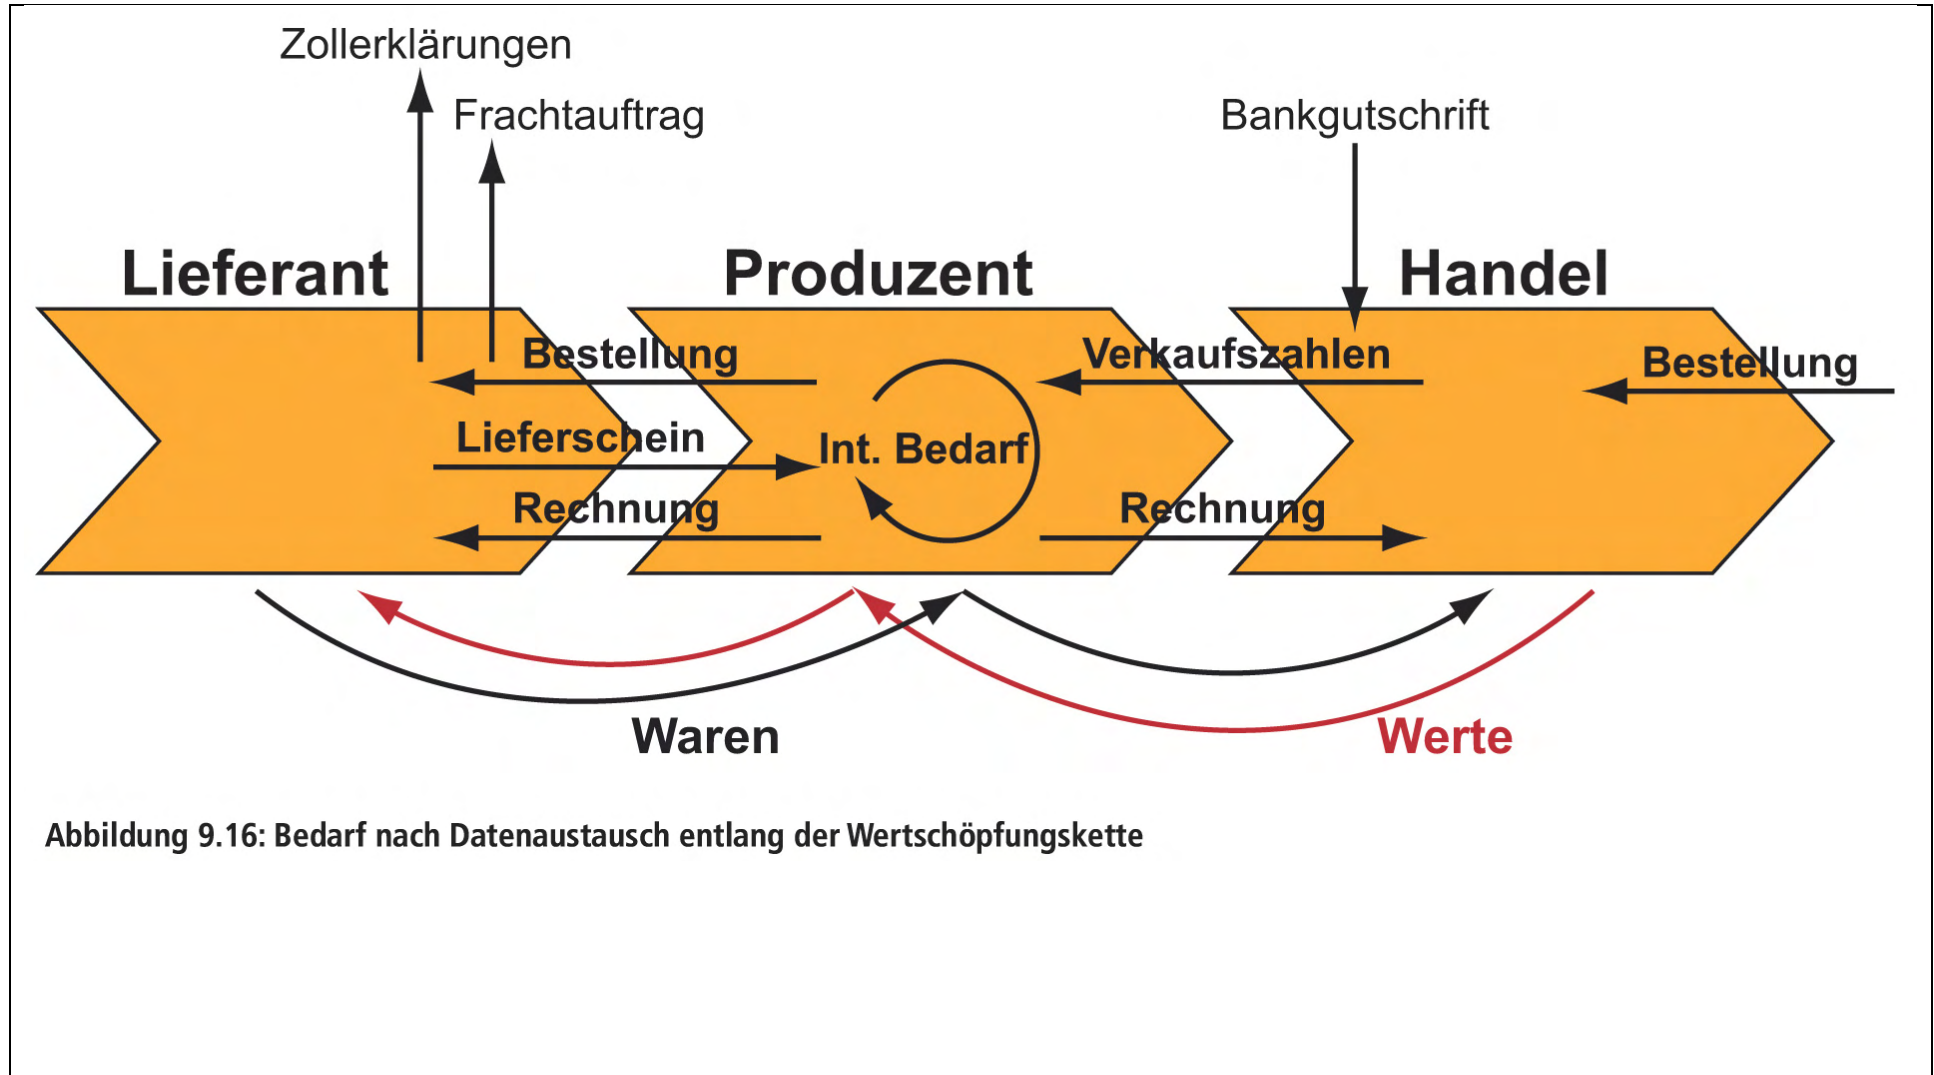 Zollerklärungen
Frachtauftrag
Bankgutschrift
Lieferant
Produzent
Handel
Bestellung
Verkaufszahlen
Bestellung
Lieferschein
Int. Bedarf
Rechnung
Rechnung
Waren
Werte
Abbildung 9.16: Bedarf nach Datenaustausch entlang der Wertschöpfungskette